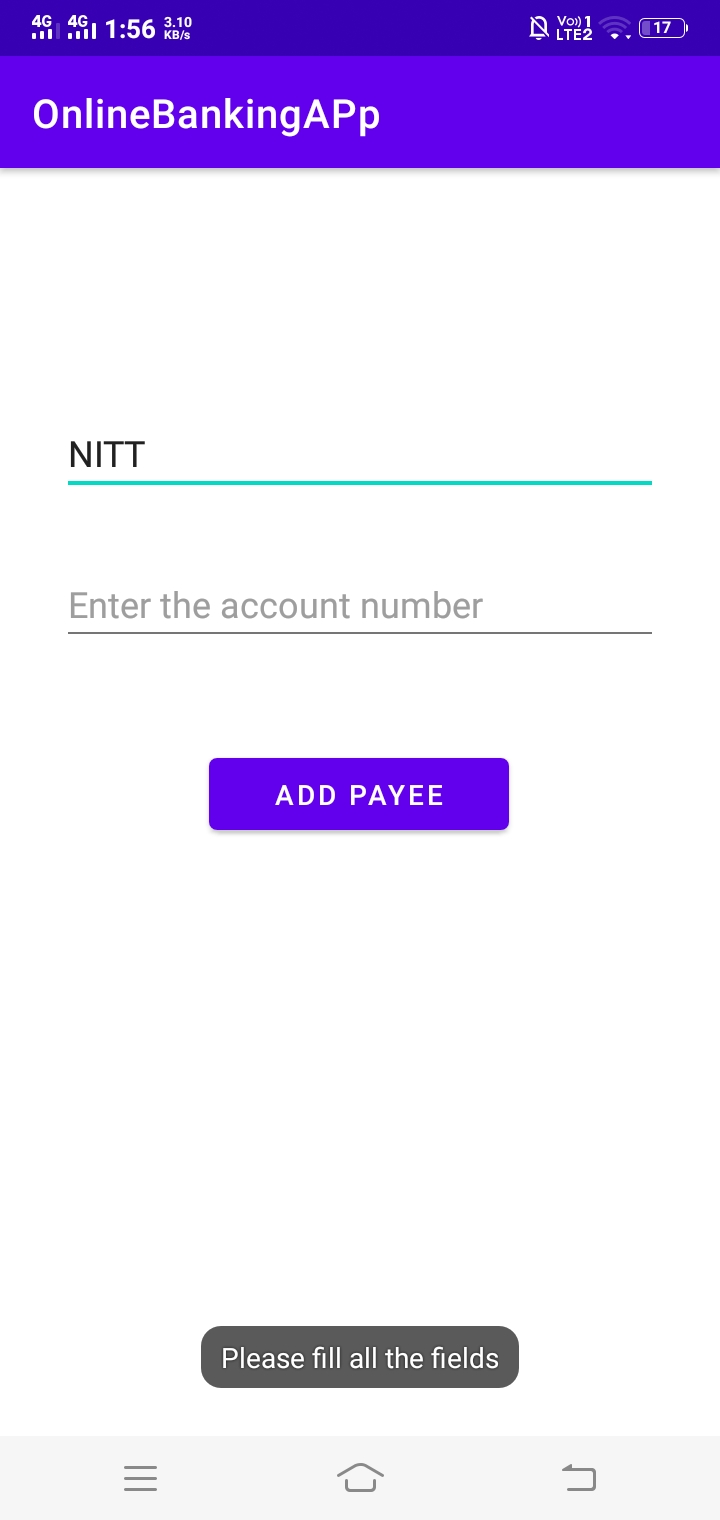 4G 4G 1:56 3.10 KB/s Vo)) 1 LTE2 17
OnlineBankingAPp
NITT
Enter the account number
ADD PAYEE
Please fill all the fields